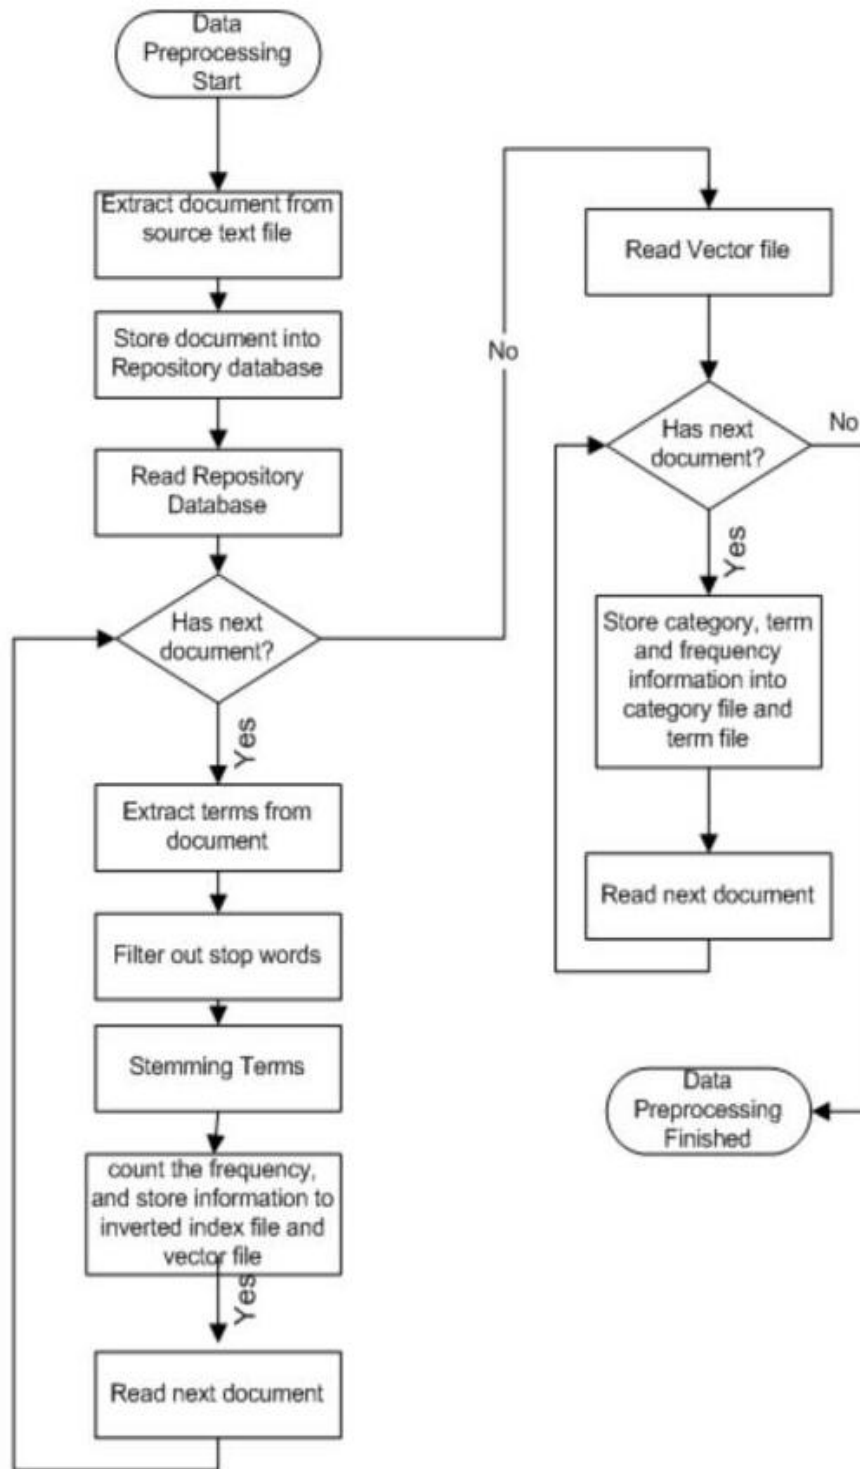 Data
Preprocessing
Start
Extract document from
source text file
Store document into
Repository database
Read Repository
Database
Has next
document?
Yes
Extract terms from
document
Filter out stop words
Stemming Terms
count the frequency,
and store information to
inverted index file and
vector file
Yes
Read next document
No
Read Vector file
Has next
document?
No
Yes
Store category, term
and frequency
information into
category file and
term file
Read next document
Data
Preprocessing
Finished